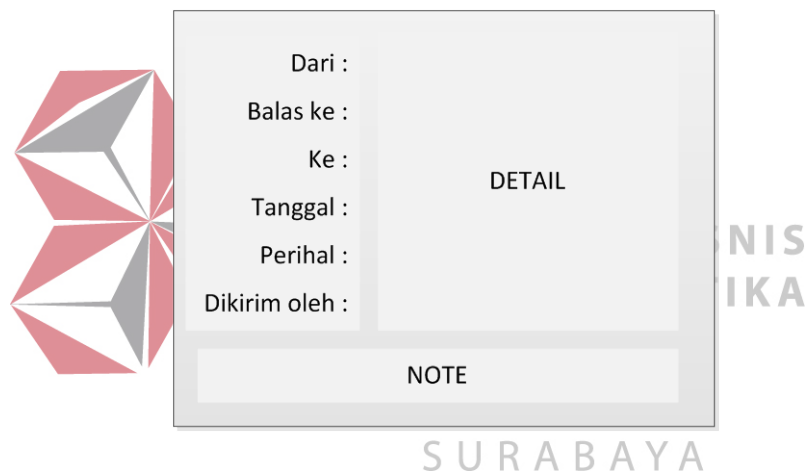 Dari :
Balas ke :
Ke :
Tanggal :
Perihal :
Dikirim oleh :
DETAIL
NOTE
SURABAYA